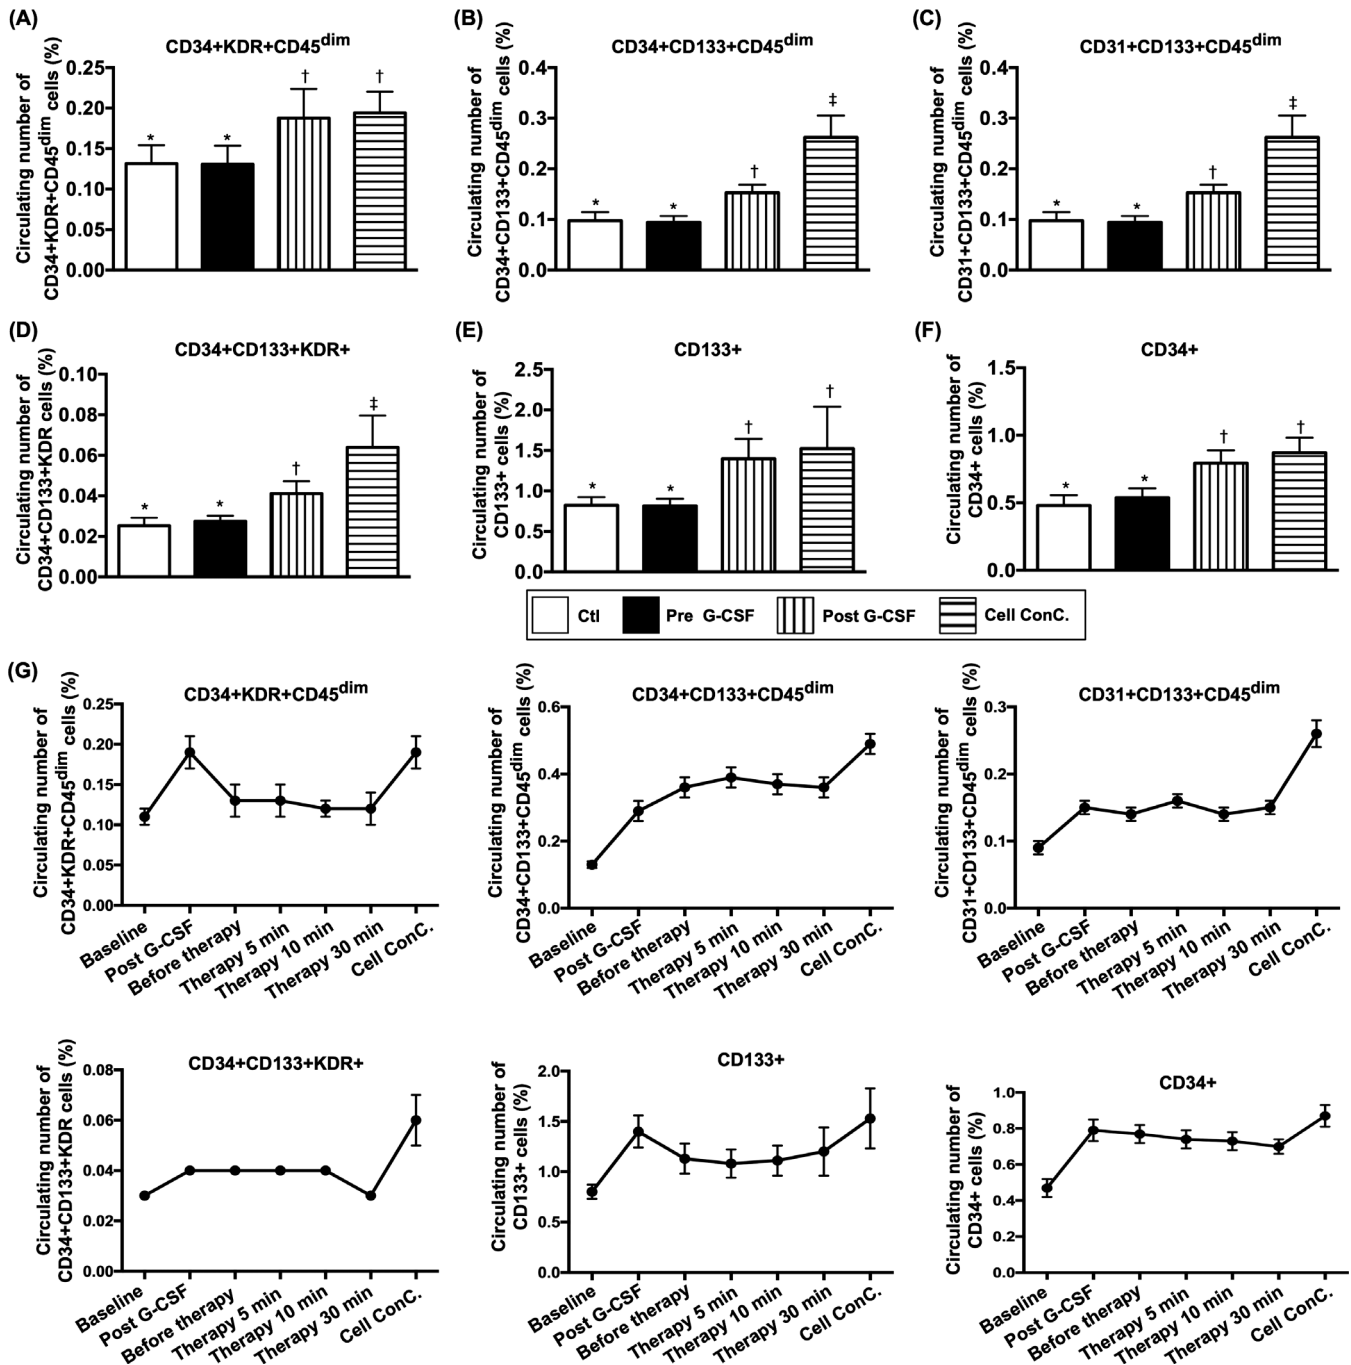 (A)
CD34+KDR+CD45dim
Circulating number of
CD34+KDR+CD45dim cells (%)
0.25
0.20
0.15
0.10
0.05
0.00
* * † †
(B)
CD34+CD133+CD45dim
Circulating number of
CD34+CD133+CD45dim cells (%)
0.4
0.3
0.2
0.1
0.0
* * † ‡
(C)
CD31+CD133+CD45dim
Circulating number of
CD31+CD133+CD45dim cells (%)
0.4
0.3
0.2
0.1
0.0
* * † ‡
(D)
CD34+CD133+KDR+
Circulating number of
CD34+CD133+KDR cells (%)
0.10
0.08
0.06
0.04
0.02
0.00
* * † ‡
(E)
CD133+
Circulating number of
CD133+ cells (%)
2.5
2.0
1.5
1.0
0.5
0.0
* * † †
(F)
CD34+
Circulating number of
CD34+ cells (%)
1.5
1.0
0.5
0.0
* * † †
Ctl Pre G-CSF Post G-CSF Cell ConC.
(G)
CD34+KDR+CD45dim
Circulating number of
CD34+KDR+CD45dim cells (%)
0.25
0.20
0.15
0.10
0.05
0.00
Baseline
Post G-CSF
Before therapy
Therapy 5 min
Therapy 10 min
Therapy 30 min
Cell ConC.
CD34+CD133+CD45dim
Circulating number of
CD34+CD133+CD45dim cells (%)
0.6
0.4
0.2
0.0
Baseline
Post G-CSF
Before therapy
Therapy 5 min
Therapy 10 min
Therapy 30 min
Cell ConC.
CD31+CD133+CD45dim
Circulating number of
CD31+CD133+CD45dim cells (%)
0.3
0.2
0.1
0.0
Baseline
Post G-CSF
Before therapy
Therapy 5 min
Therapy 10 min
Therapy 30 min
Cell ConC.
CD34+CD133+KDR+
Circulating number of
CD34+CD133+KDR cells (%)
0.08
0.06
0.04
0.02
0.00
Baseline
Post G-CSF
Before therapy
Therapy 5 min
Therapy 10 min
Therapy 30 min
Cell ConC.
CD133+
Circulating number of
CD133+ cells (%)
2.0
1.5
1.0
0.5
0.0
Baseline
Post G-CSF
Before therapy
Therapy 5 min
Therapy 10 min
Therapy 30 min
Cell ConC.
CD34+
Circulating number of
CD34+ cells (%)
1.0
0.8
0.6
0.4
0.2
0.0
Baseline
Post G-CSF
Before therapy
Therapy 5 min
Therapy 10 min
Therapy 30 min
Cell ConC.